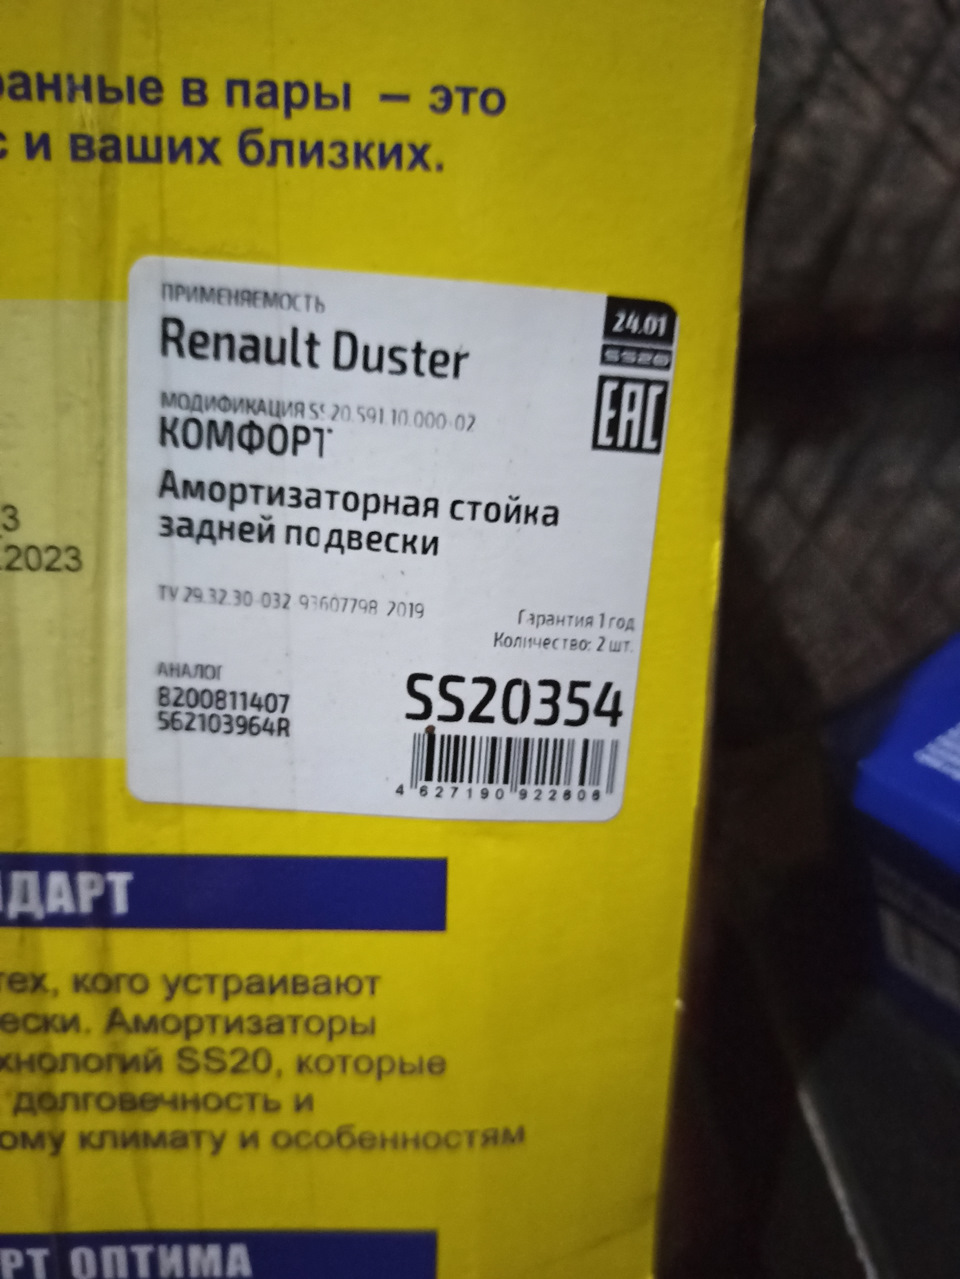 анные в пары – это
с и ваших близких.
ПРИМЕНЯЕМОСТЬ
Renault Duster
24.01
SS20
EAC
МОДИФИКАЦИЯ SS20.591.10.000-02
КОМФОРТ
Амортизаторная стойка
задней подвески
3
.2023
ТУ 29.32.30-032-93607798-2019
Гарантия 1 год
Количество: 2 шт.
АНАЛОГ
8200811407
562103964R
SS20354
4 627190 922606
ДАРТ
тех, кого устраивают
ески. Амортизаторы
хнологий SS20, которые
долговечность и
ому климату и особенностям
РТ ОПТИМА